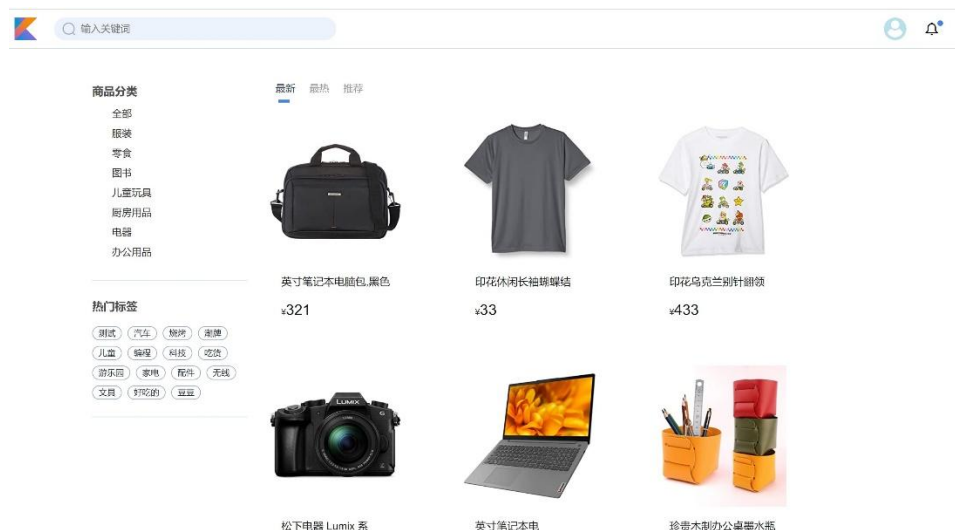 输入关键词
商品分类
全部
服装
零食
图书
儿童玩具
厨房用品
电器
办公用品
热门标签
测试 汽车 烧烤 潮牌
儿童 编程 科技 吃货
游乐园 家电 配件 无线
文具 好吃的 豆豆
最新 最热 推荐
英寸笔记本电脑包,黑色
¥321
印花休闲长袖蝴蝶结
¥33
印花乌克兰别针翻领
¥433
LUMIX
松下电器 Lumix 系
英寸笔记本电
珍贵木制办公桌墨水瓶